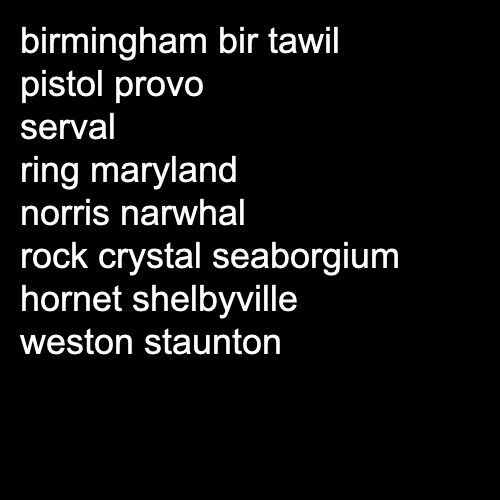 birmingham bir tawil
pistol provo
serval
ring maryland
norris narwhal
rock crystal seaborgium
hornet shelbyville
weston staunton